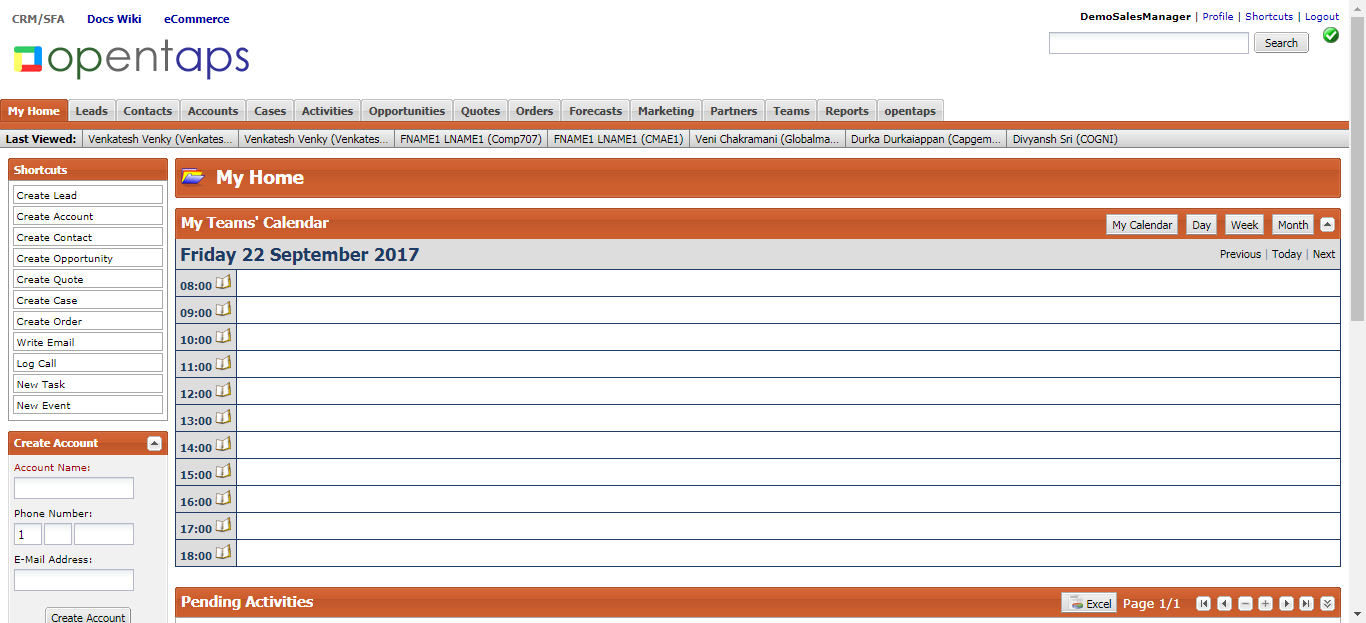 CRM/SFA Docs Wiki eCommerce
DemoSalesManager | Profile | Shortcuts | Logout
opentaps
Search
My Home Leads Contacts Accounts Cases Activities Opportunities Quotes Orders Forecasts Marketing Partners Teams Reports opentaps
Last Viewed: Venkatesh Venky (Venkates... Venkatesh Venky (Venkates... FNAME1 LNAME1 (Comp707) FNAME1 LNAME1 (CMAE1) Veni Chakramani (Globalma... Durka Durkaiappan (Capgem... Divyansh Sri (COGNI)
Shortcuts
Create Lead
Create Account
Create Contact
Create Opportunity
Create Quote
Create Case
Create Order
Write Email
Log Call
New Task
New Event
Create Account
Account Name:
Phone Number:
1
E-Mail Address:
Create Account
My Home
My Teams' Calendar
My Calendar Day Week Month
Friday 22 September 2017
Previous | Today | Next
08:00
09:00
10:00
11:00
12:00
13:00
14:00
15:00
16:00
17:00
18:00
Pending Activities
Excel Page 1/1